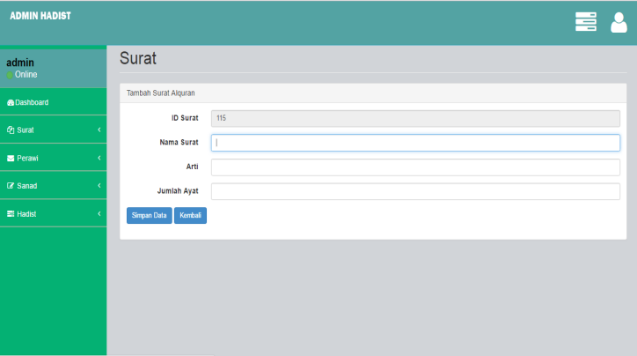 ADMIN HADIST
admin
Online
Dashboard
Surat
Perawi
Sanad
Hadist
Surat
Tambah Surat Alquran
ID Surat 115
Nama Surat
Arti
Jumlah Ayat
Simpan Data Kembali